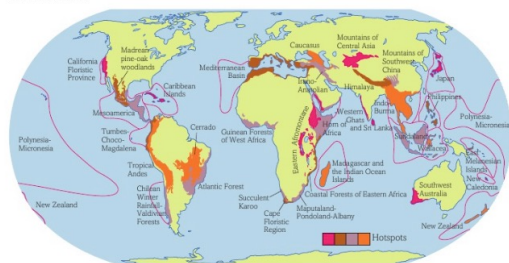 California
Floristic
Province
Madrean
pine-oak
woodlands
Caribbean
Islands
Mesoamerica
Polynesia-
Micronesia
Tumbes-
Choco-
Magdalena
Tropical
Andes
Cerrado
Atlantic Forest
Chilean
Winter
Rainfall-
Valdivian
Forests
New Zealand
Mediterranean
Basin
Caucasus
Irano-
Anatolian
Mountains of
Central Asia
Mountains of
Southwest
China
Himalaya
Japan
Indo-
Burma
Philippines
Western
Ghats
and Sri Lanka
Guinean Forests
of West Africa
Eastern Afromontane
Horn of
Africa
Madagascar and
the Indian Ocean
Islands
Coastal Forests of Eastern Africa
Succulent
Karoo
Cape
Floristic
Region
Maputaland-
Pondoland-Albany
Sundaland
Wallacea
Polynesia-
Micronesia
East
Melanesian
Islands
New
Caledonia
Southwest
Australia
New Zealand
Hotspots